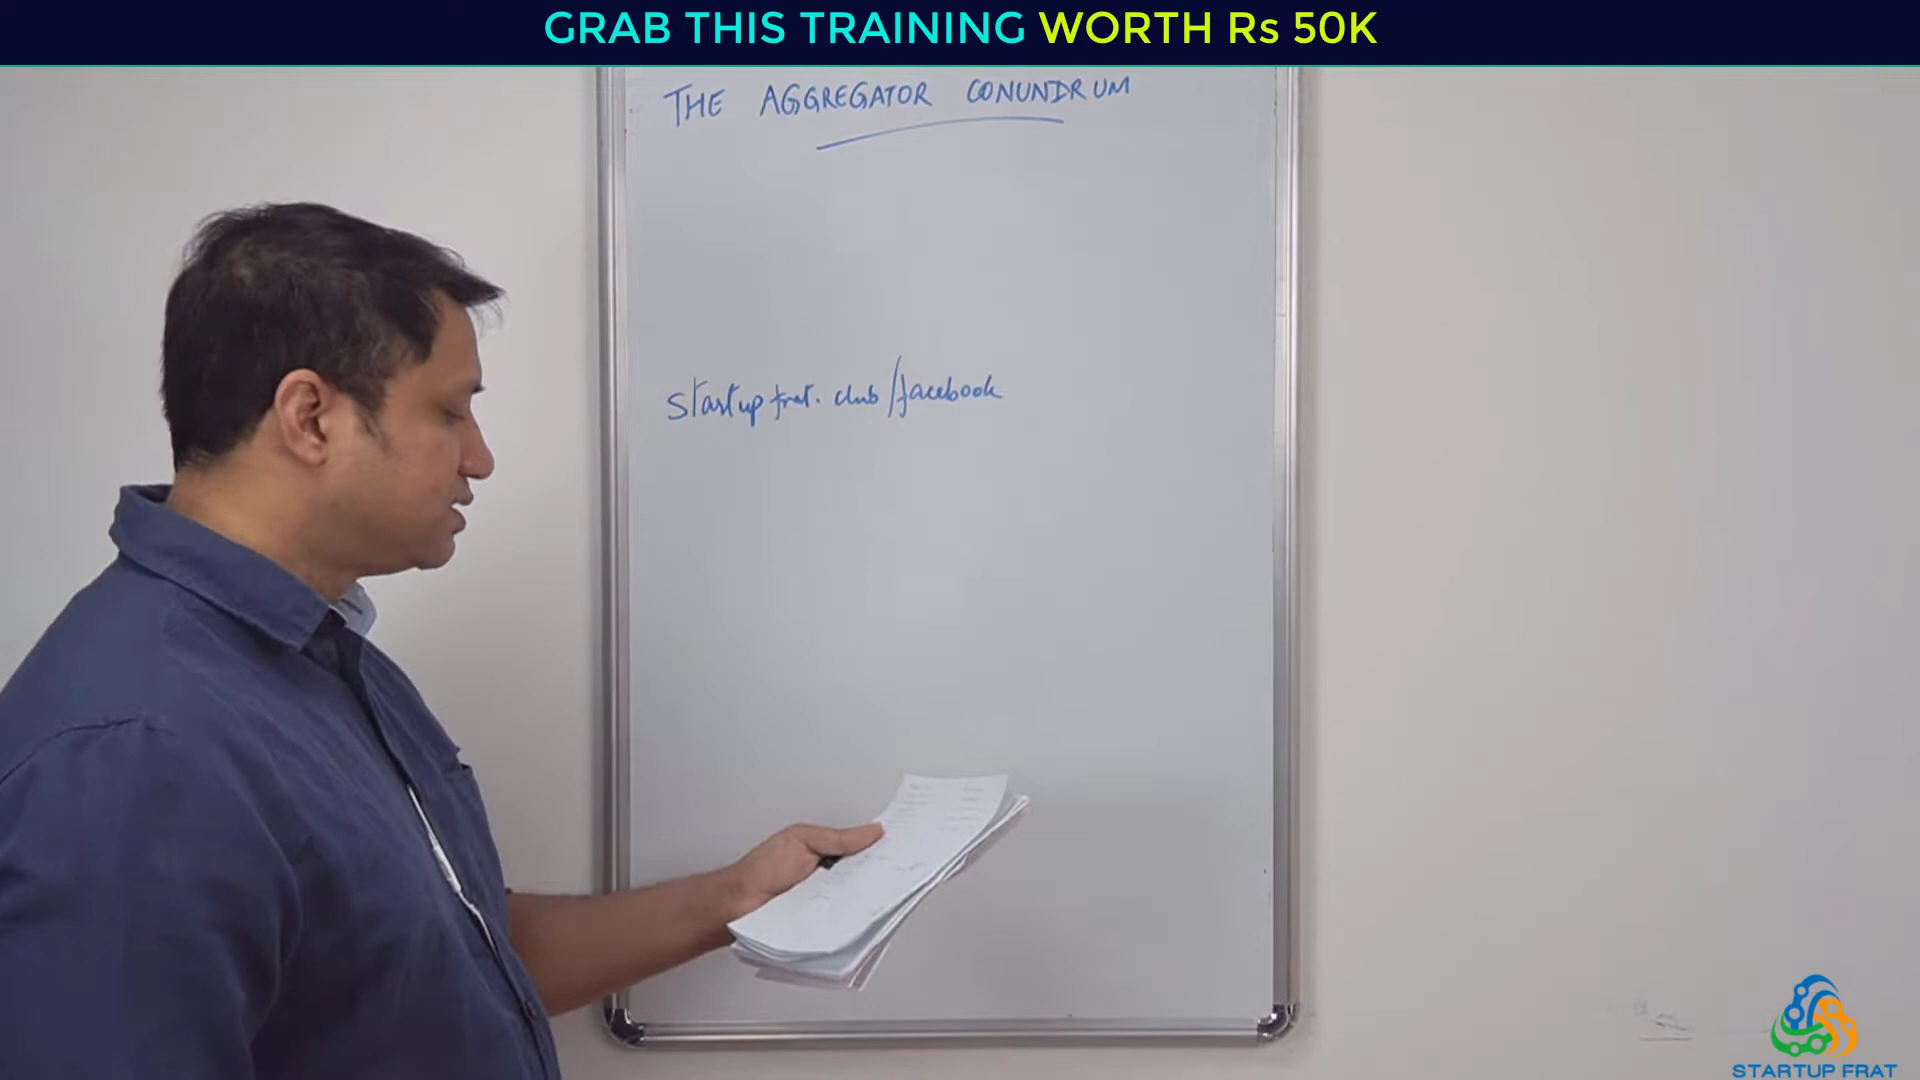 GRAB THIS TRAINING WORTH Rs 50K
THE AGGREGATOR CONUNDRUM
startup frat. club/facebook
STARTUP FRAT